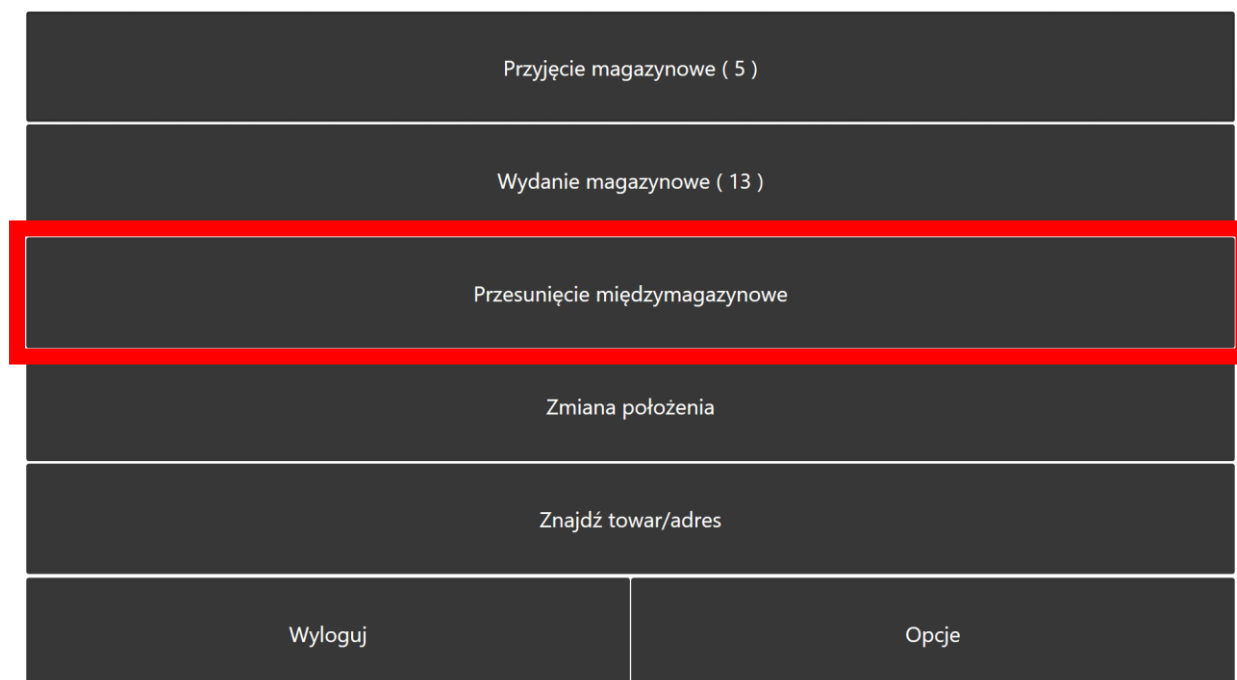 Przyjęcie magazynowe ( 5 )
Wydanie magazynowe ( 13 )
Przesunięcie międzymagazynowe
Zmiana położenia
Znajdź towar/adres
Wyloguj
Opcje